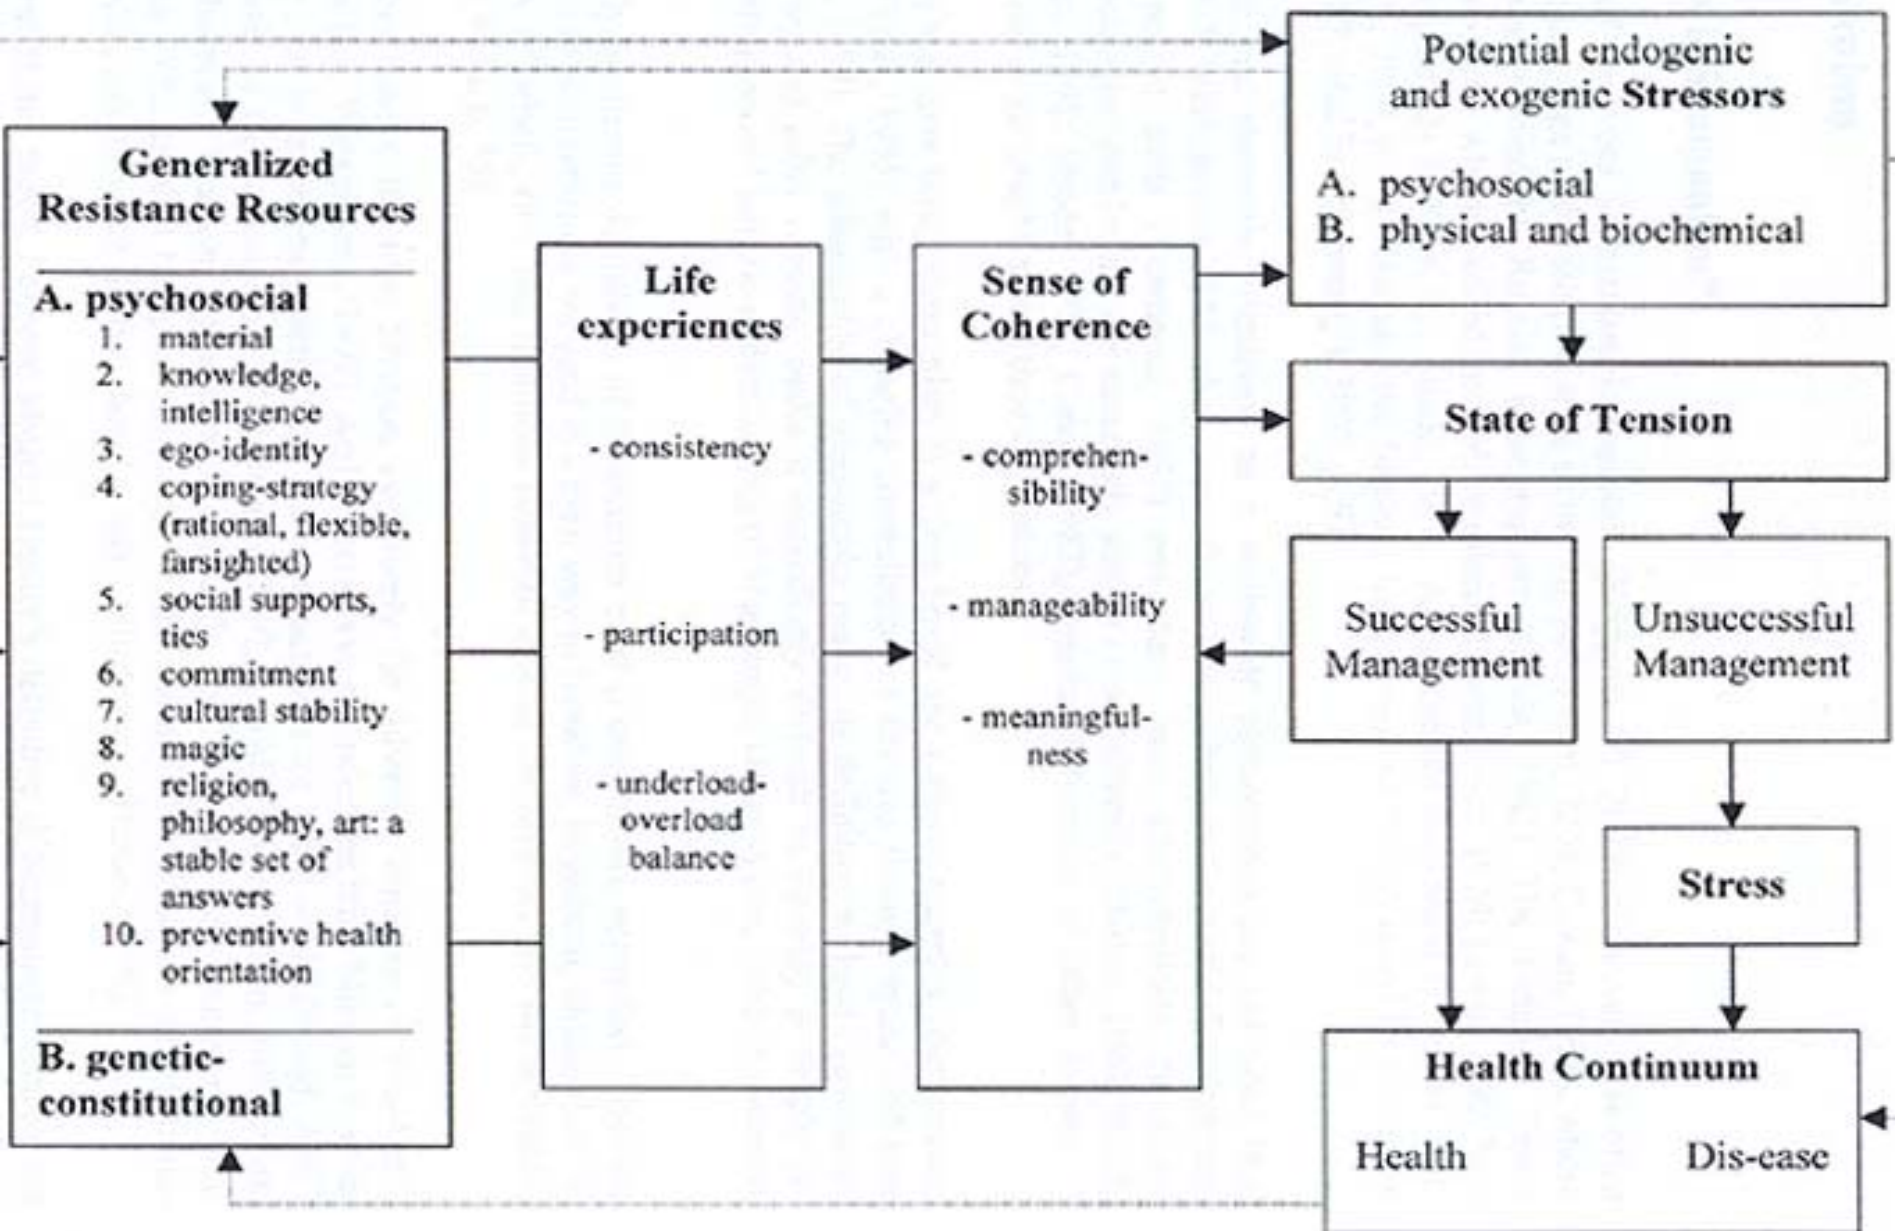 Generalized
Resistance Resources
A. psychosocial
1. material
2. knowledge,
intelligence
3. ego-identity
4. coping-strategy
(rational, flexible,
farsighted)
5. social supports,
ties
6. commitment
7. cultural stability
8. magic
9. religion,
philosophy, art: a
stable set of
answers
10. preventive health
orientation
B. genetic-
constitutional
Life
experiences
- consistency
- participation
- underload-
overload
balance
Sense of
Coherence
- comprehen-
sibility
- manageability
- meaningful-
ness
Potential endogenic
and exogenic Stressors
A. psychosocial
B. physical and biochemical
State of Tension
Successful
Management
Unsuccessful
Management
Stress
Health Continuum
Health Dis-ease